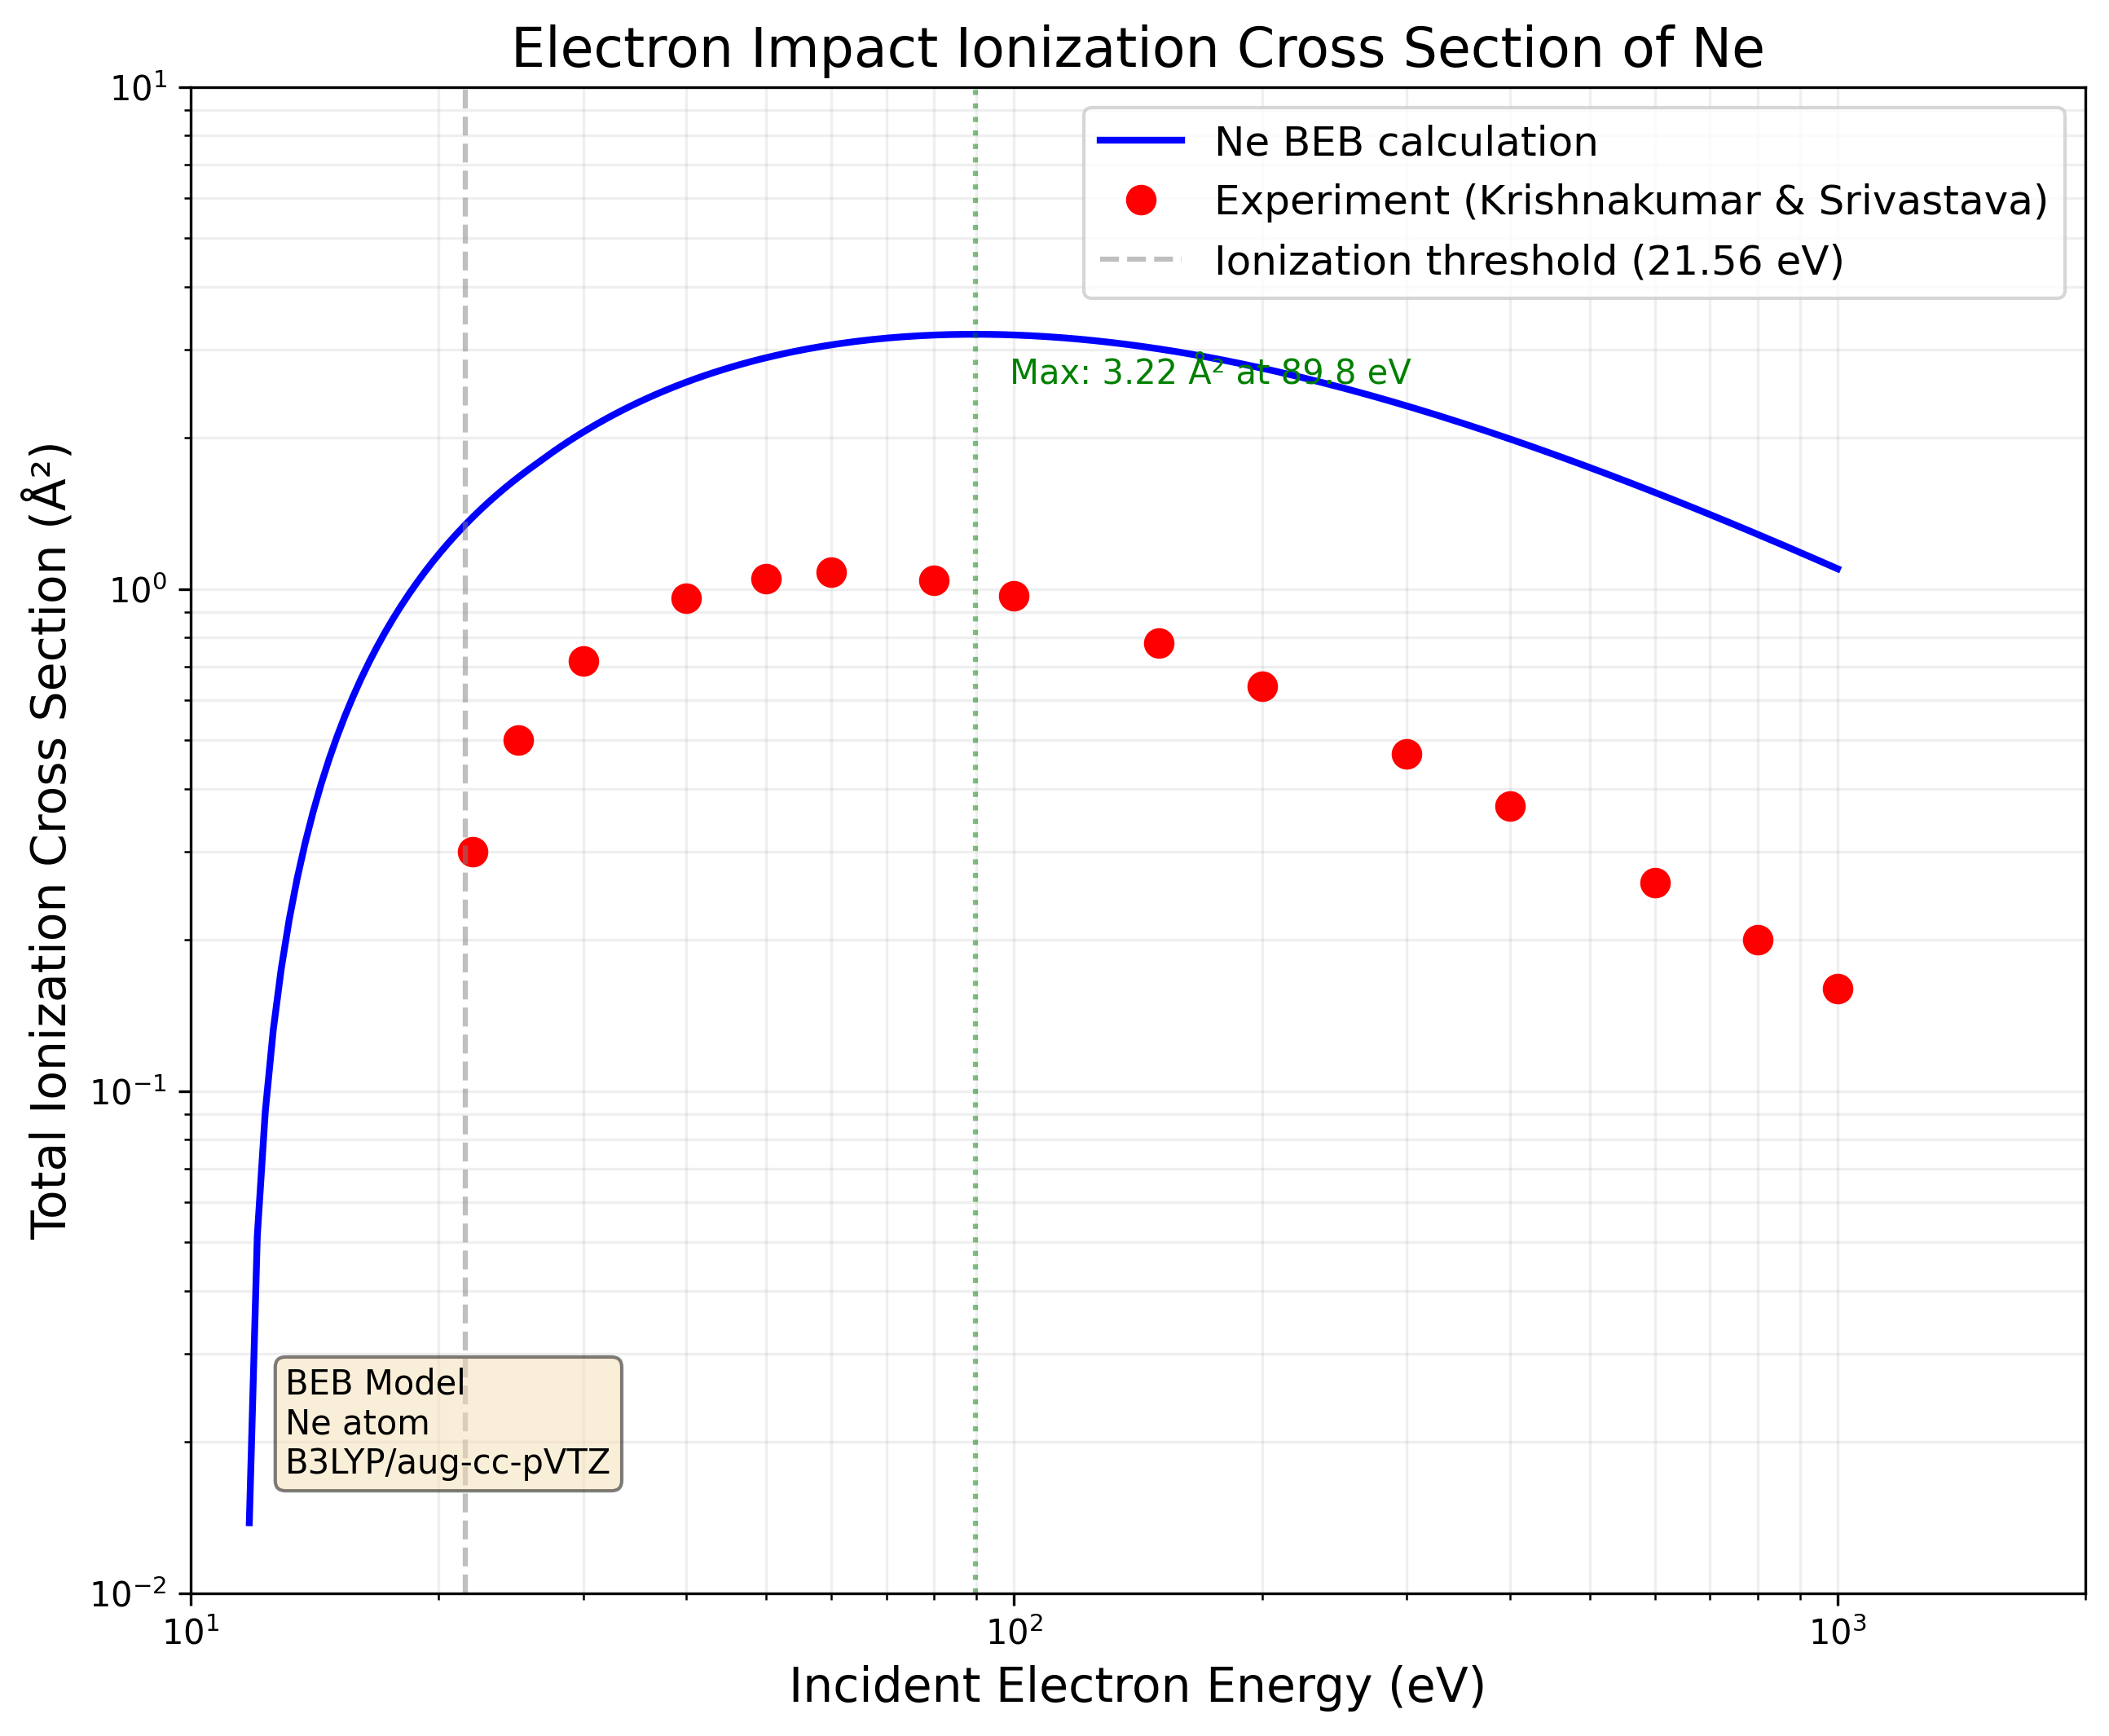 Electron Impact Ionization Cross Section of Ne
10¹
10⁰
10⁻¹
10⁻²
Total Ionization Cross Section (Å²)
Ne BEB calculation
Experiment (Krishnakumar & Srivastava)
Ionization threshold (21.56 eV)
Max: 3.22 Å² at 89.8 eV
BEB Model
Ne atom
B3LYP/aug-cc-pVTZ
10¹
10²
10³
Incident Electron Energy (eV)